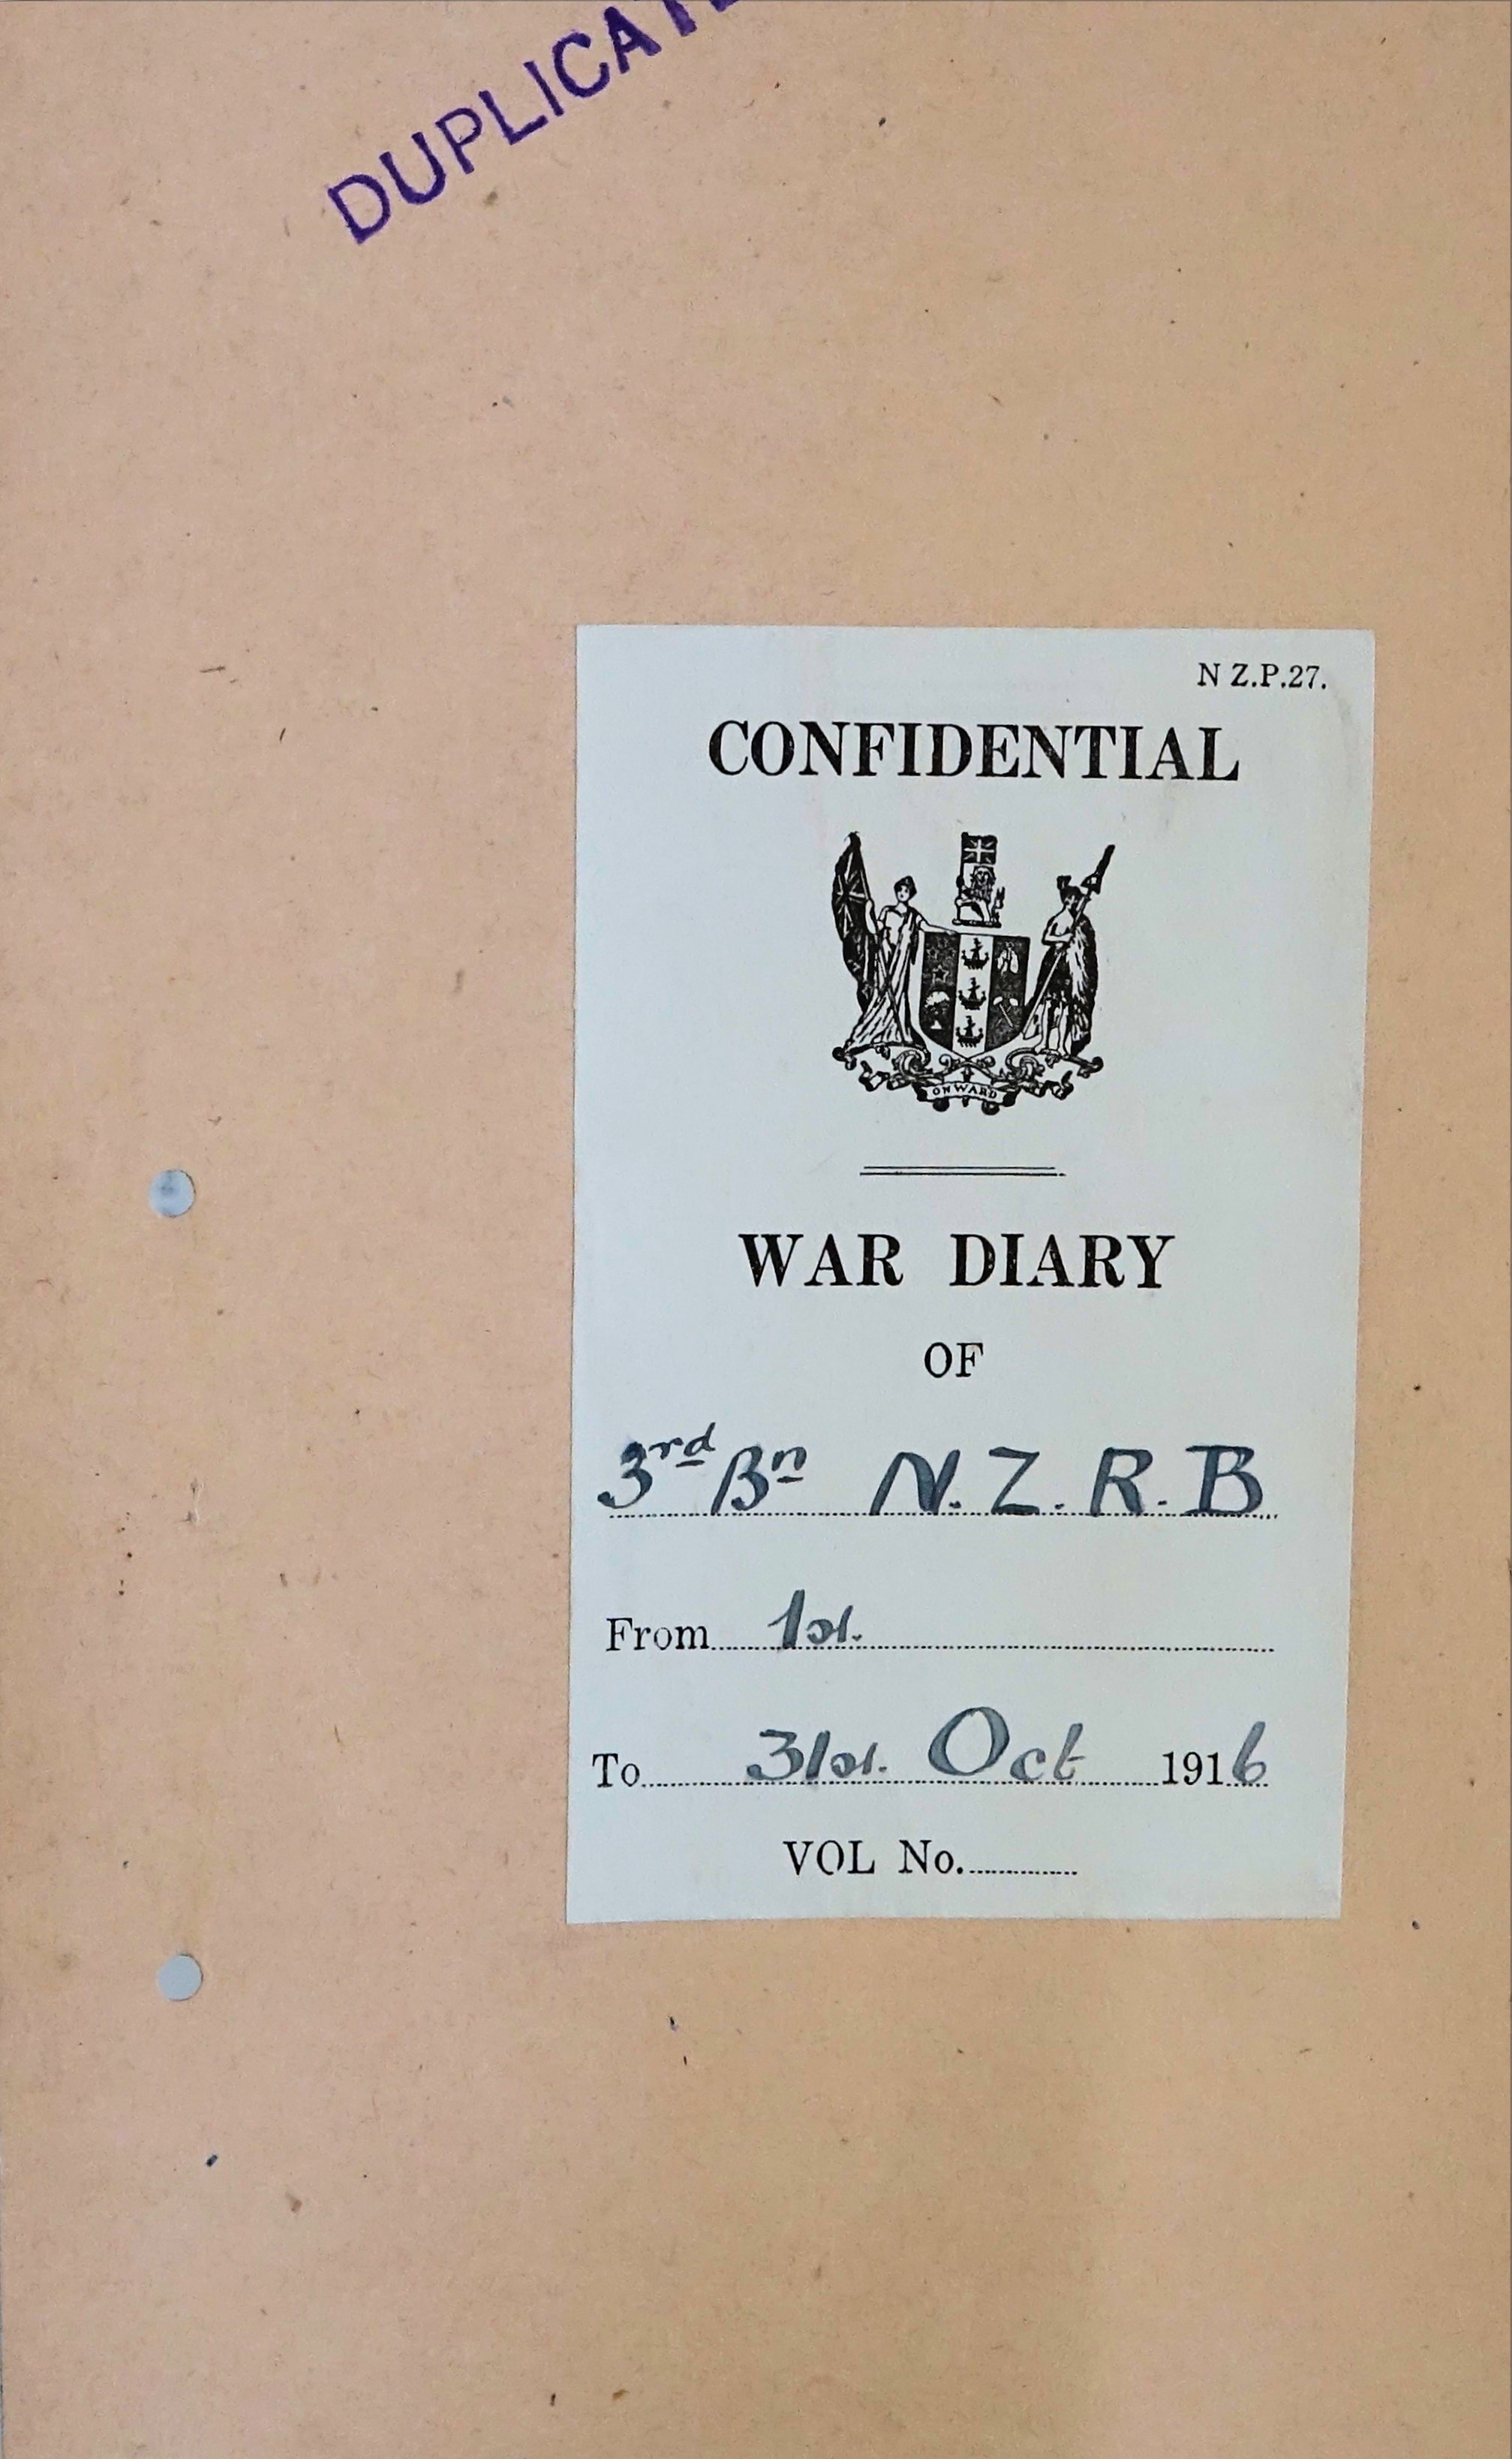 DUPLICATE
N Z.P.27.
CONFIDENTIAL
ONWARD
WAR DIARY
OF
3rd Bn N.Z.R.B
From 1st.
To 31st. Oct 1916
VOL No.